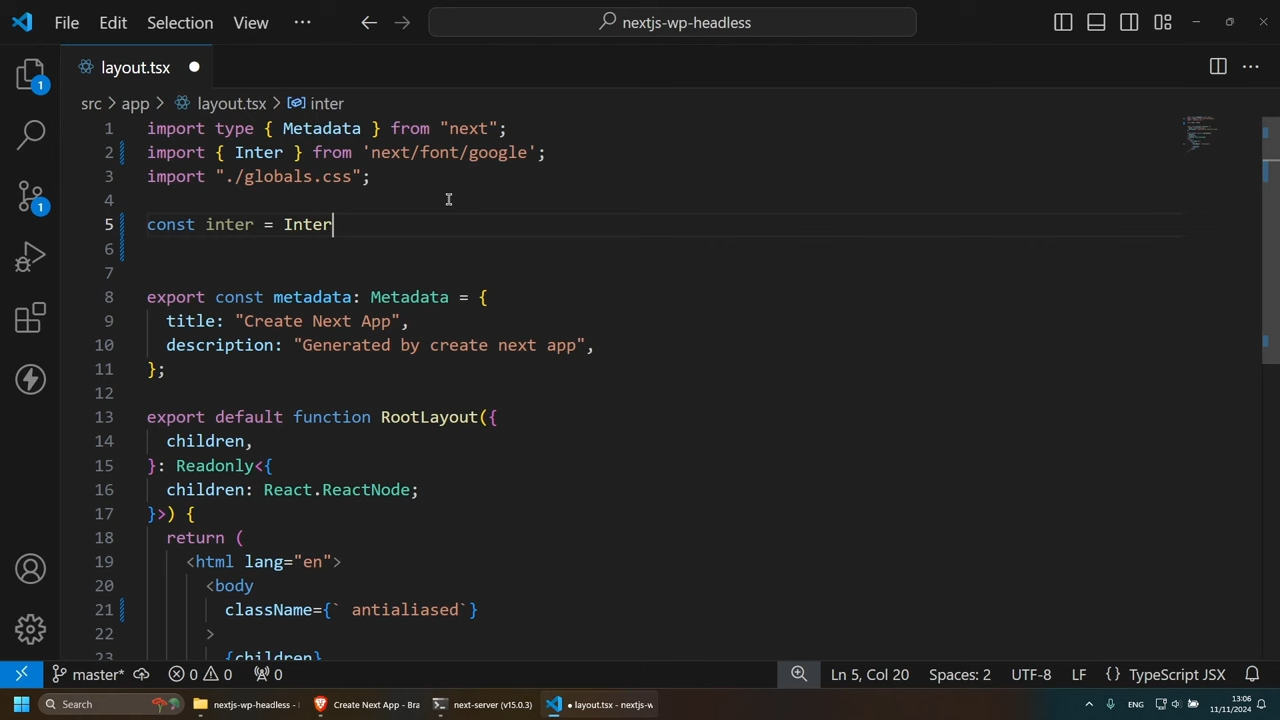 File Edit Selection View ··· nextjs-wp-headless
layout.tsx
src > app > layout.tsx > inter
1 import type { Metadata } from "next";
2 import { Inter } from 'next/font/google';
3 import "./globals.css";
4
5 const inter = Inter
6
7
8 export const metadata: Metadata = {
9 title: "Create Next App",
10 description: "Generated by create next app",
11 };
12
13 export default function RootLayout({
14 children,
15 }: Readonly<{
16 children: React.ReactNode;
17 }>) {
18 return (
19 <html lang="en">
20 <body
21 className={` antialiased`}
22 >
23 {children}
1
1
master* 0 0 0 Ln 5, Col 20 Spaces: 2 UTF-8 LF {} TypeScript JSX
Search nextjs-wp-headless - Create Next App - Bra next-server (v15.0.3) ● layout.tsx - nextjs-w ENG 13:06
11/11/2024